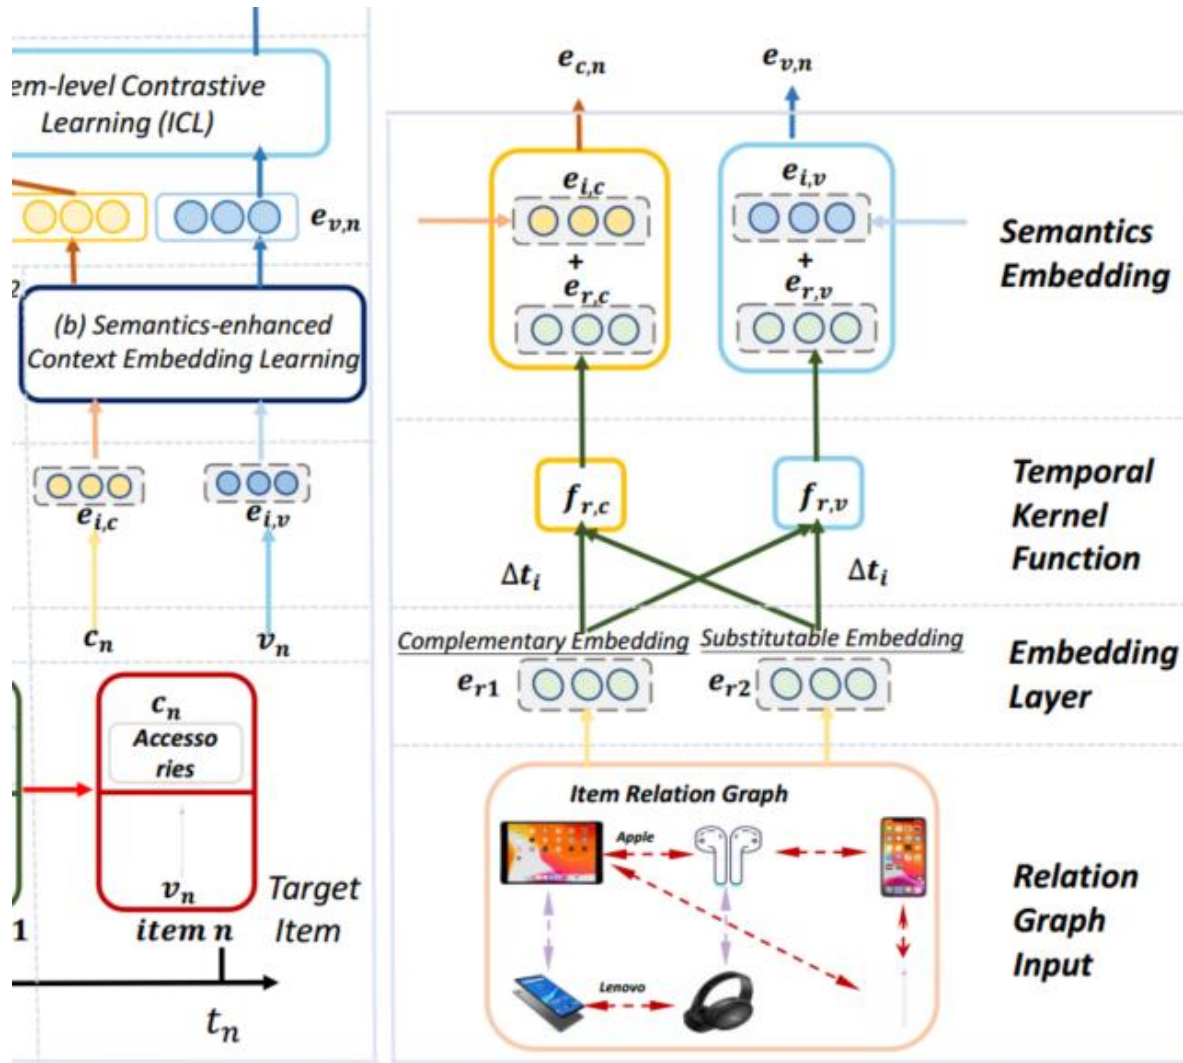 em-level Contrastive
Learning (ICL)
e_{v,n}
2
(b) Semantics-enhanced
Context Embedding Learning
e_{i,c}
e_{i,v}
c_n
v_n
c_n
Accesso
ries
v_n
1
item n
Target
Item
t_n
e_{c,n}
e_{v,n}
e_{i,c}
+
e_{r,c}
e_{i,v}
+
e_{r,v}
Semantics
Embedding
f_{r,c}
f_{r,v}
Δt_i
Δt_i
Temporal
Kernel
Function
Complementary Embedding
Substitutable Embedding
e_{r1}
e_{r2}
Embedding
Layer
Item Relation Graph
Apple
Lenovo
Relation
Graph
Input